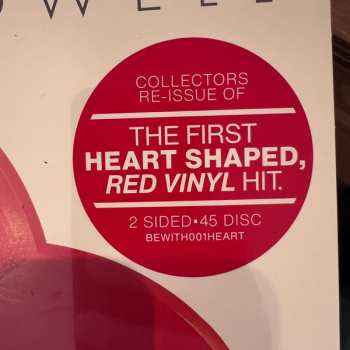 COLLECTORS
RE-ISSUE OF
THE FIRST
HEART SHAPED,
RED VINYL HIT.
2 SIDED•45 DISC
BEWITH001HEART